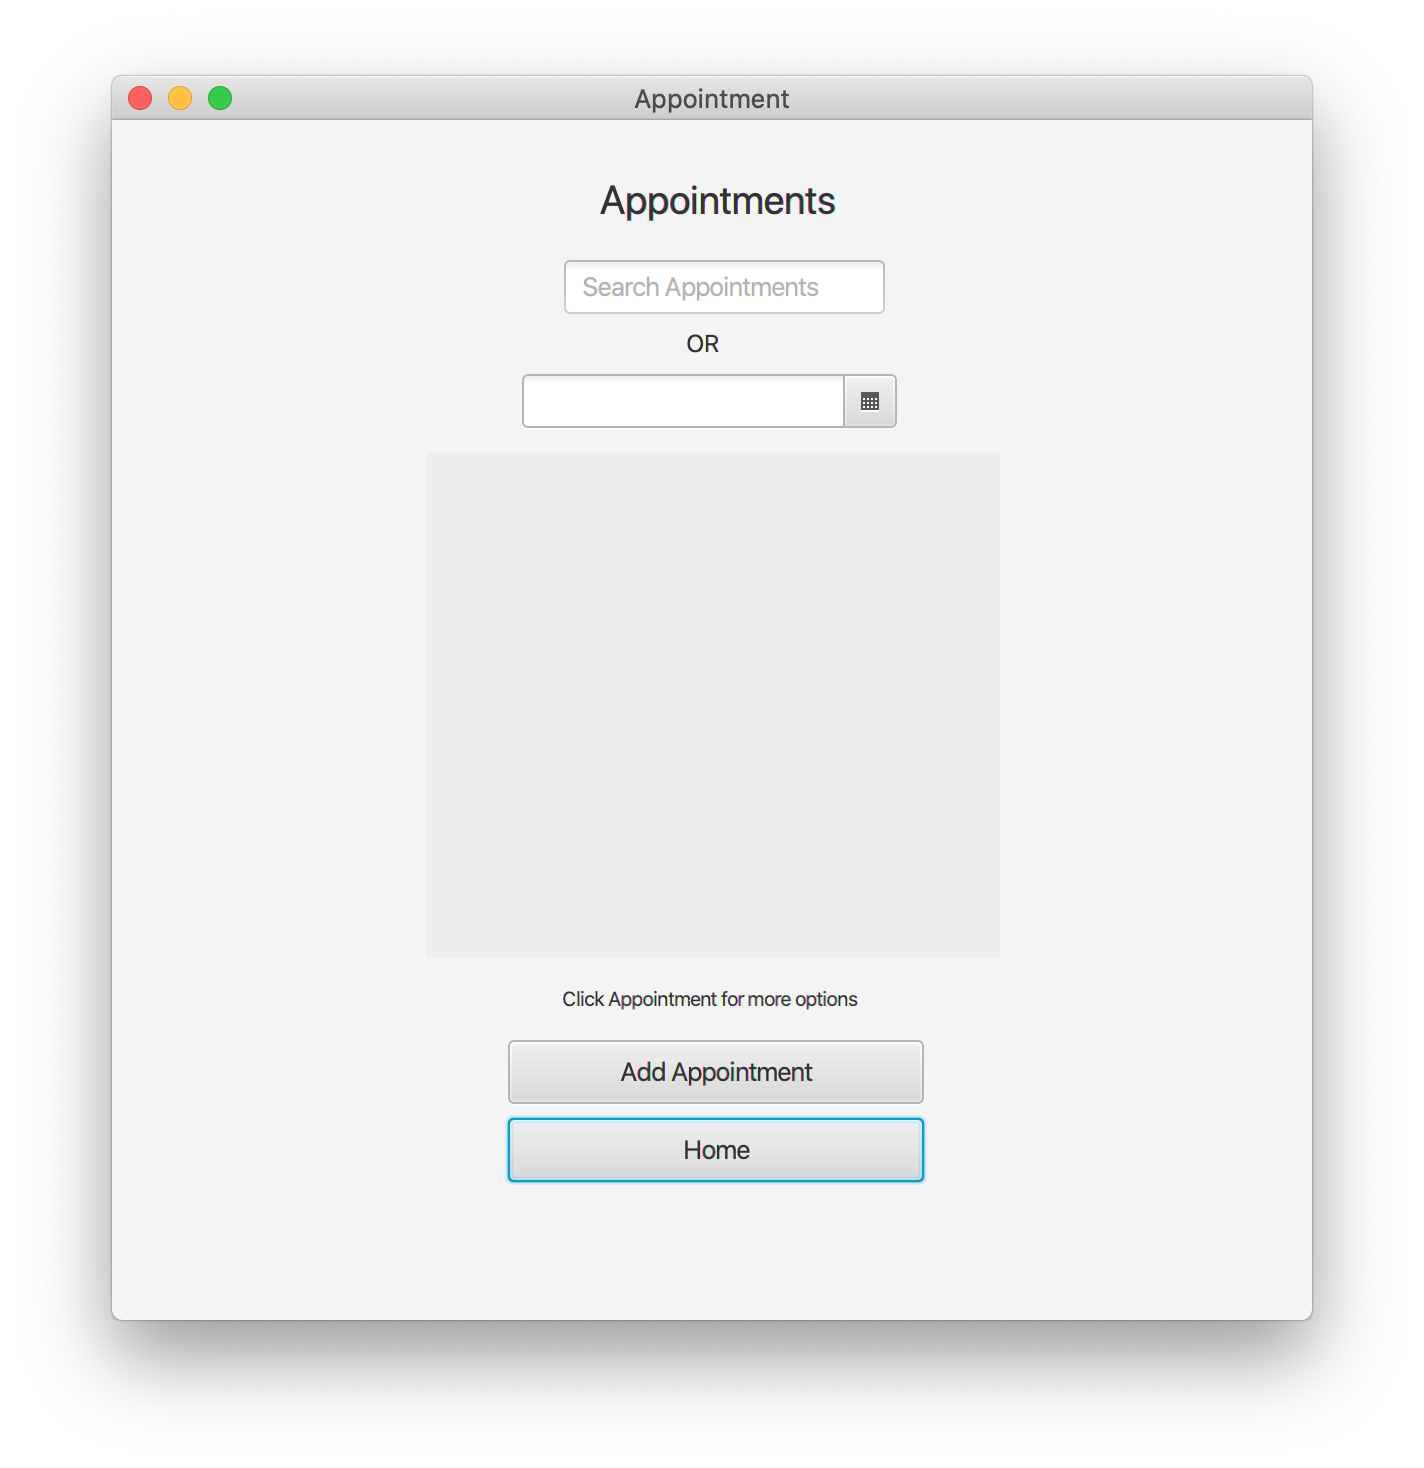 Appointment
Appointments
Search Appointments
OR
Click Appointment for more options
Add Appointment
Home